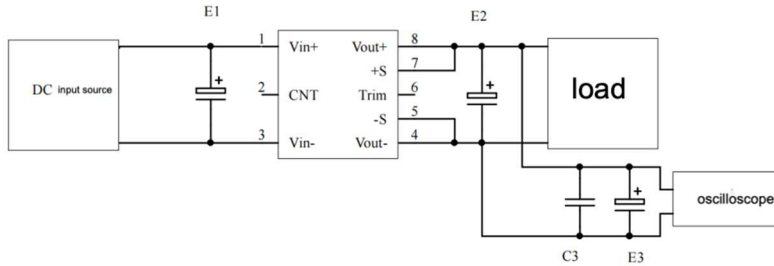 E1
E2
1
8
DC input source
Vin+
Vout+
+
+S
7
+
2
CNT
Trim
6
load
-S
5
3
Vin-
Vout-
4
+
oscilloscope
C3
E3